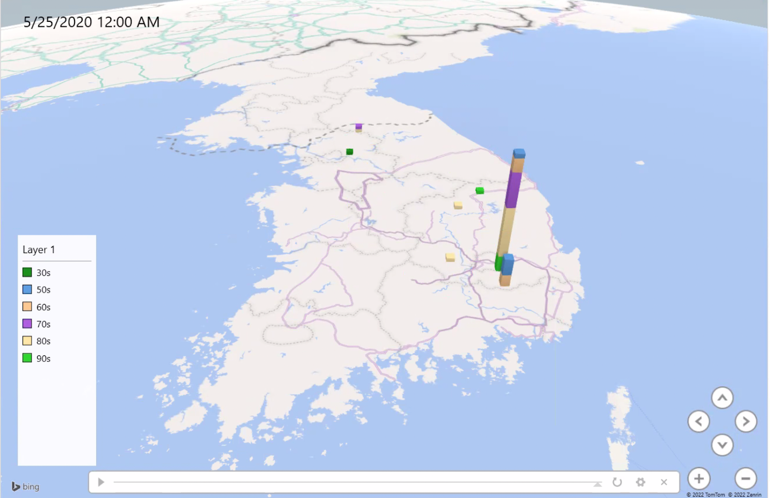 5/25/2020 12:00 AM
Layer 1
30s
50s
60s
70s
80s
90s
bing
© 2022 TomTom © 2022 Zenrin